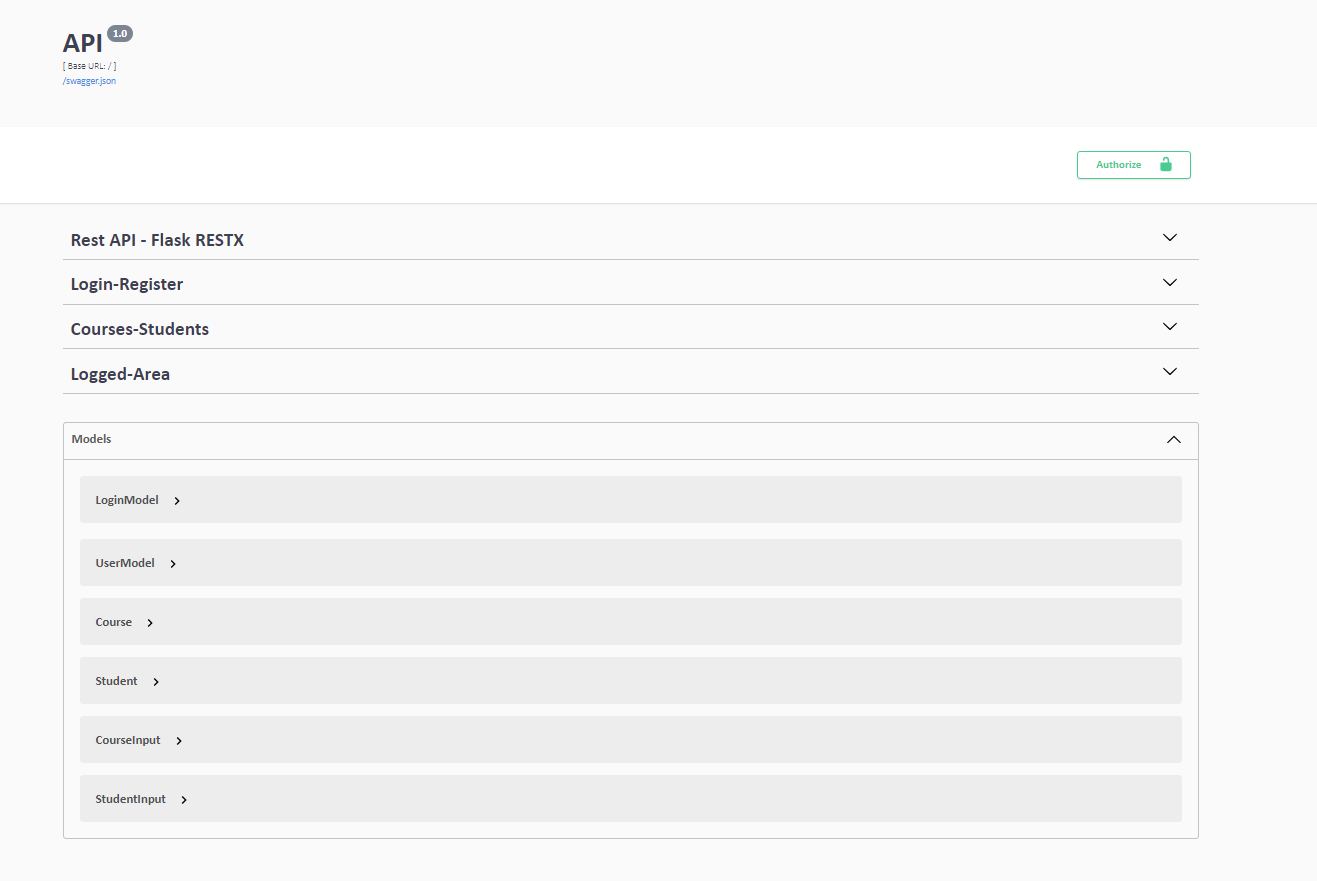 API 1.0
[ Base URL: / ]
/swagger.json
Authorize
Rest API - Flask RESTX
Login-Register
Courses-Students
Logged-Area
Models
LoginModel
UserModel
Course
Student
CourseInput
StudentInput